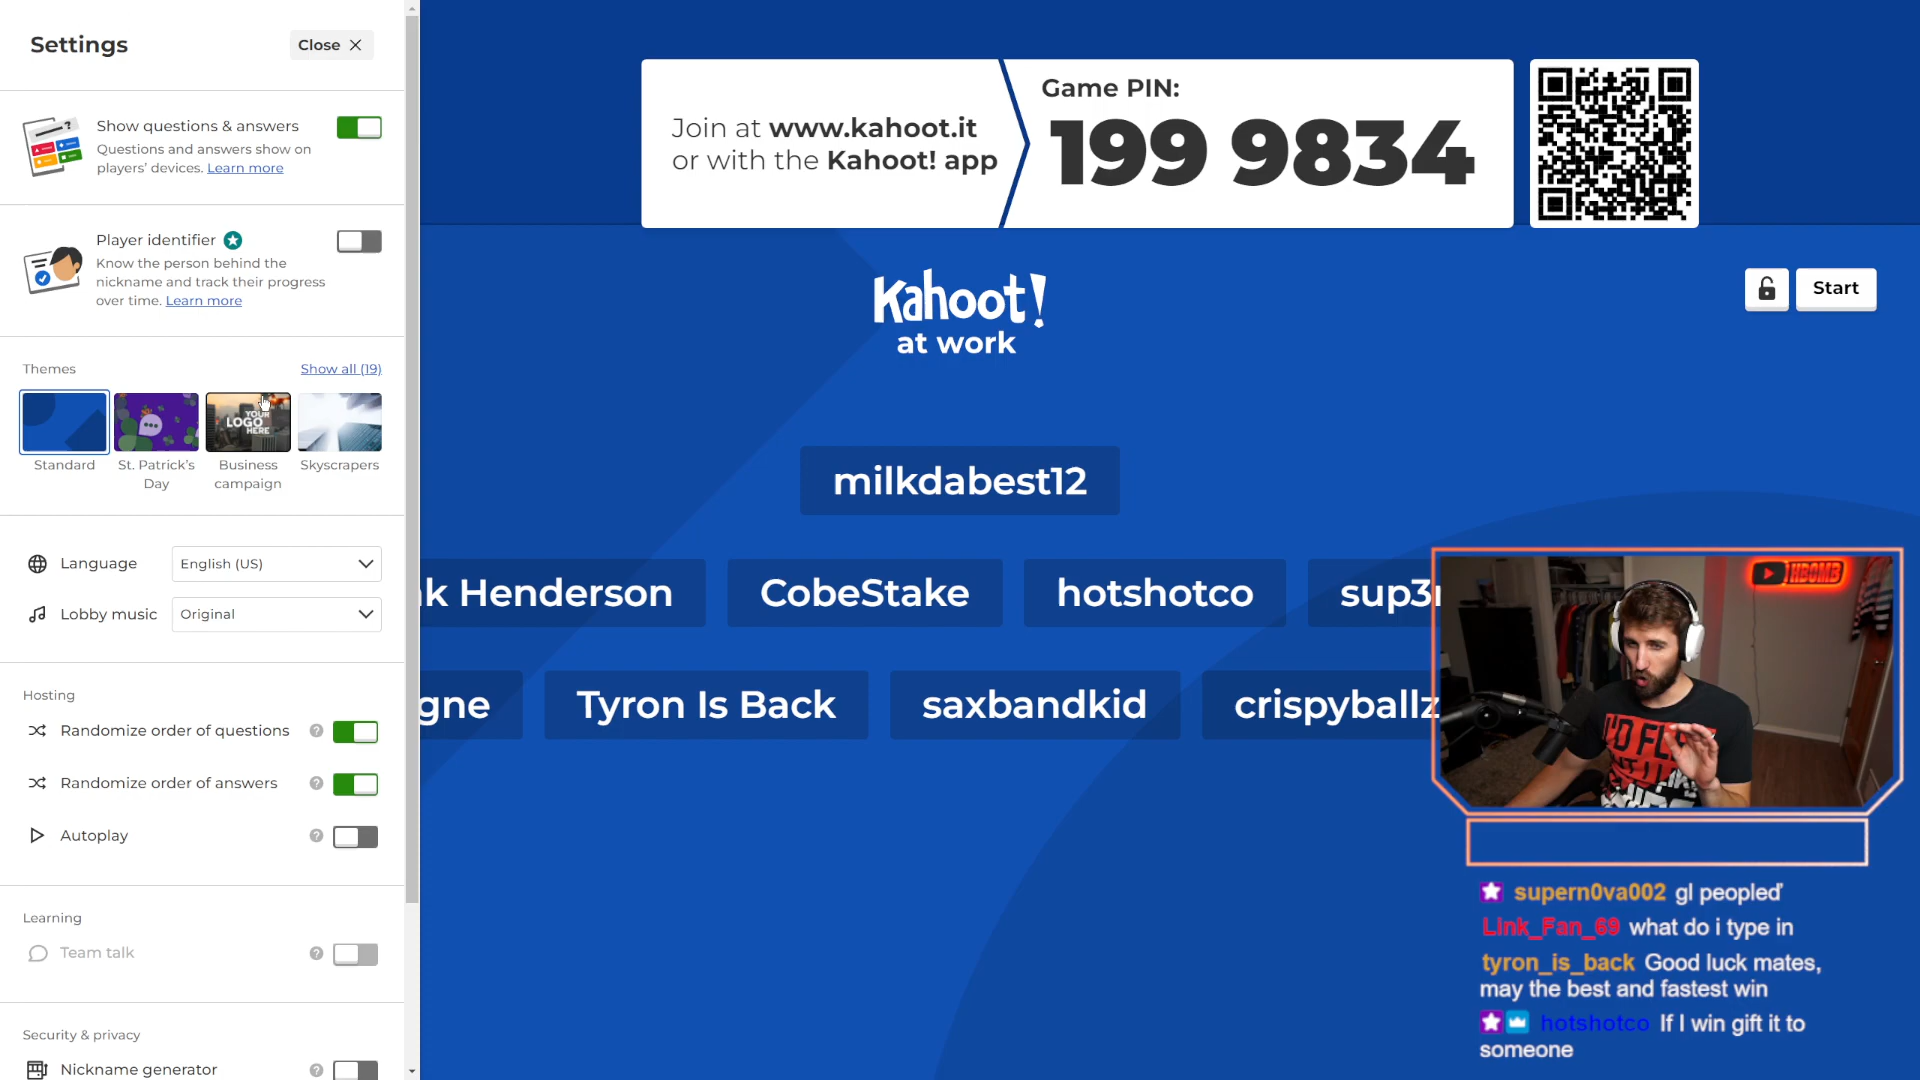 Settings
Close
Show questions & answers
Questions and answers show on
players' devices. Learn more
Player identifier
Know the person behind the
nickname and track their progress
over time. Learn more
Themes
Show all (19)
YOUR
LOGO
HERE
Standard
St. Patrick's
Day
Business
campaign
Skyscrapers
Language
English (US)
Lobby music
Original
Hosting
Randomize order of questions
?
Randomize order of answers
?
Autoplay
?
Learning
Team talk
?
Security & privacy
Nickname generator
?
Join at www.kahoot.it
or with the Kahoot! app
Game PIN:
199 9834
Kahoot!
at work
Start
milkdabest12
k Henderson
CobeStake
hotshotco
gne
Tyron Is Back
saxbandkid
crispyballz
HBOMB
supern0va002 gl peopleď
Link_Fan_69 what do i type in
tyron_is_back Good luck mates,
may the best and fastest win
hotshotco If I win gift it to
someone